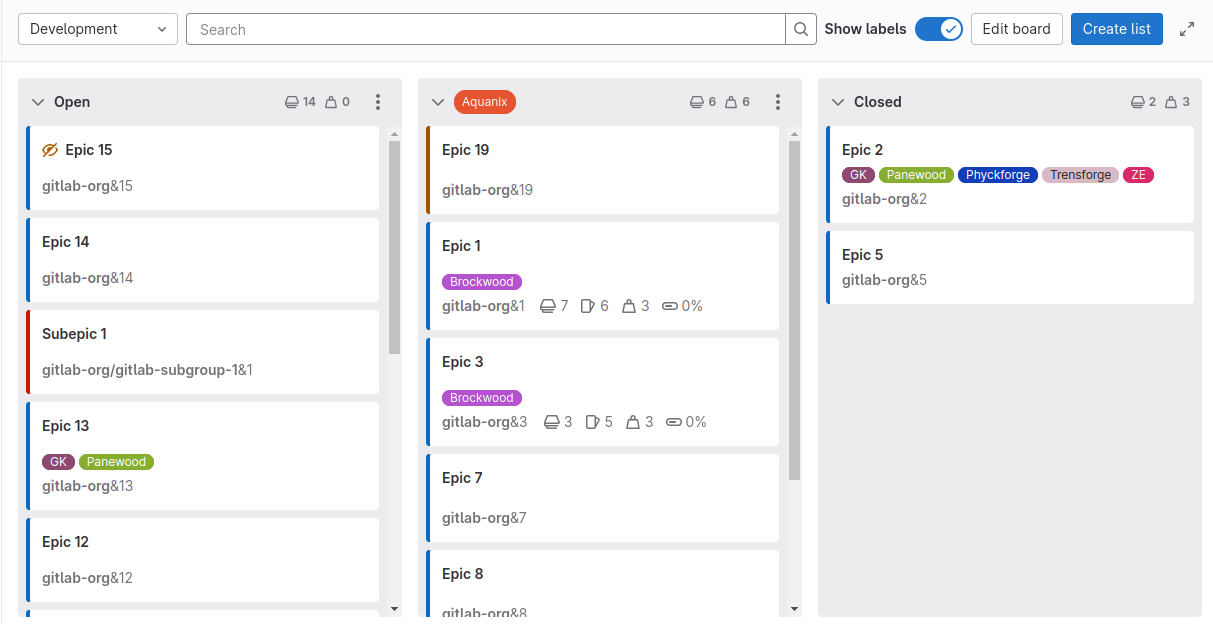 Development
Search
Show labels
Edit board
Create list
Open 14 0
Epic 15
gitlab-org&15
Epic 14
gitlab-org&14
Subepic 1
gitlab-org/gitlab-subgroup-1&1
Epic 13
GK Panewood
gitlab-org&13
Epic 12
gitlab-org&12
Aquanix 6 6
Epic 19
gitlab-org&19
Epic 1
Brockwood
gitlab-org&1 7 6 3 0%
Epic 3
Brockwood
gitlab-org&3 3 5 3 0%
Epic 7
gitlab-org&7
Epic 8
gitlab-org&8
Closed 2 3
Epic 2
GK Panewood Phyckforge Trensforge ZE
gitlab-org&2
Epic 5
gitlab-org&5